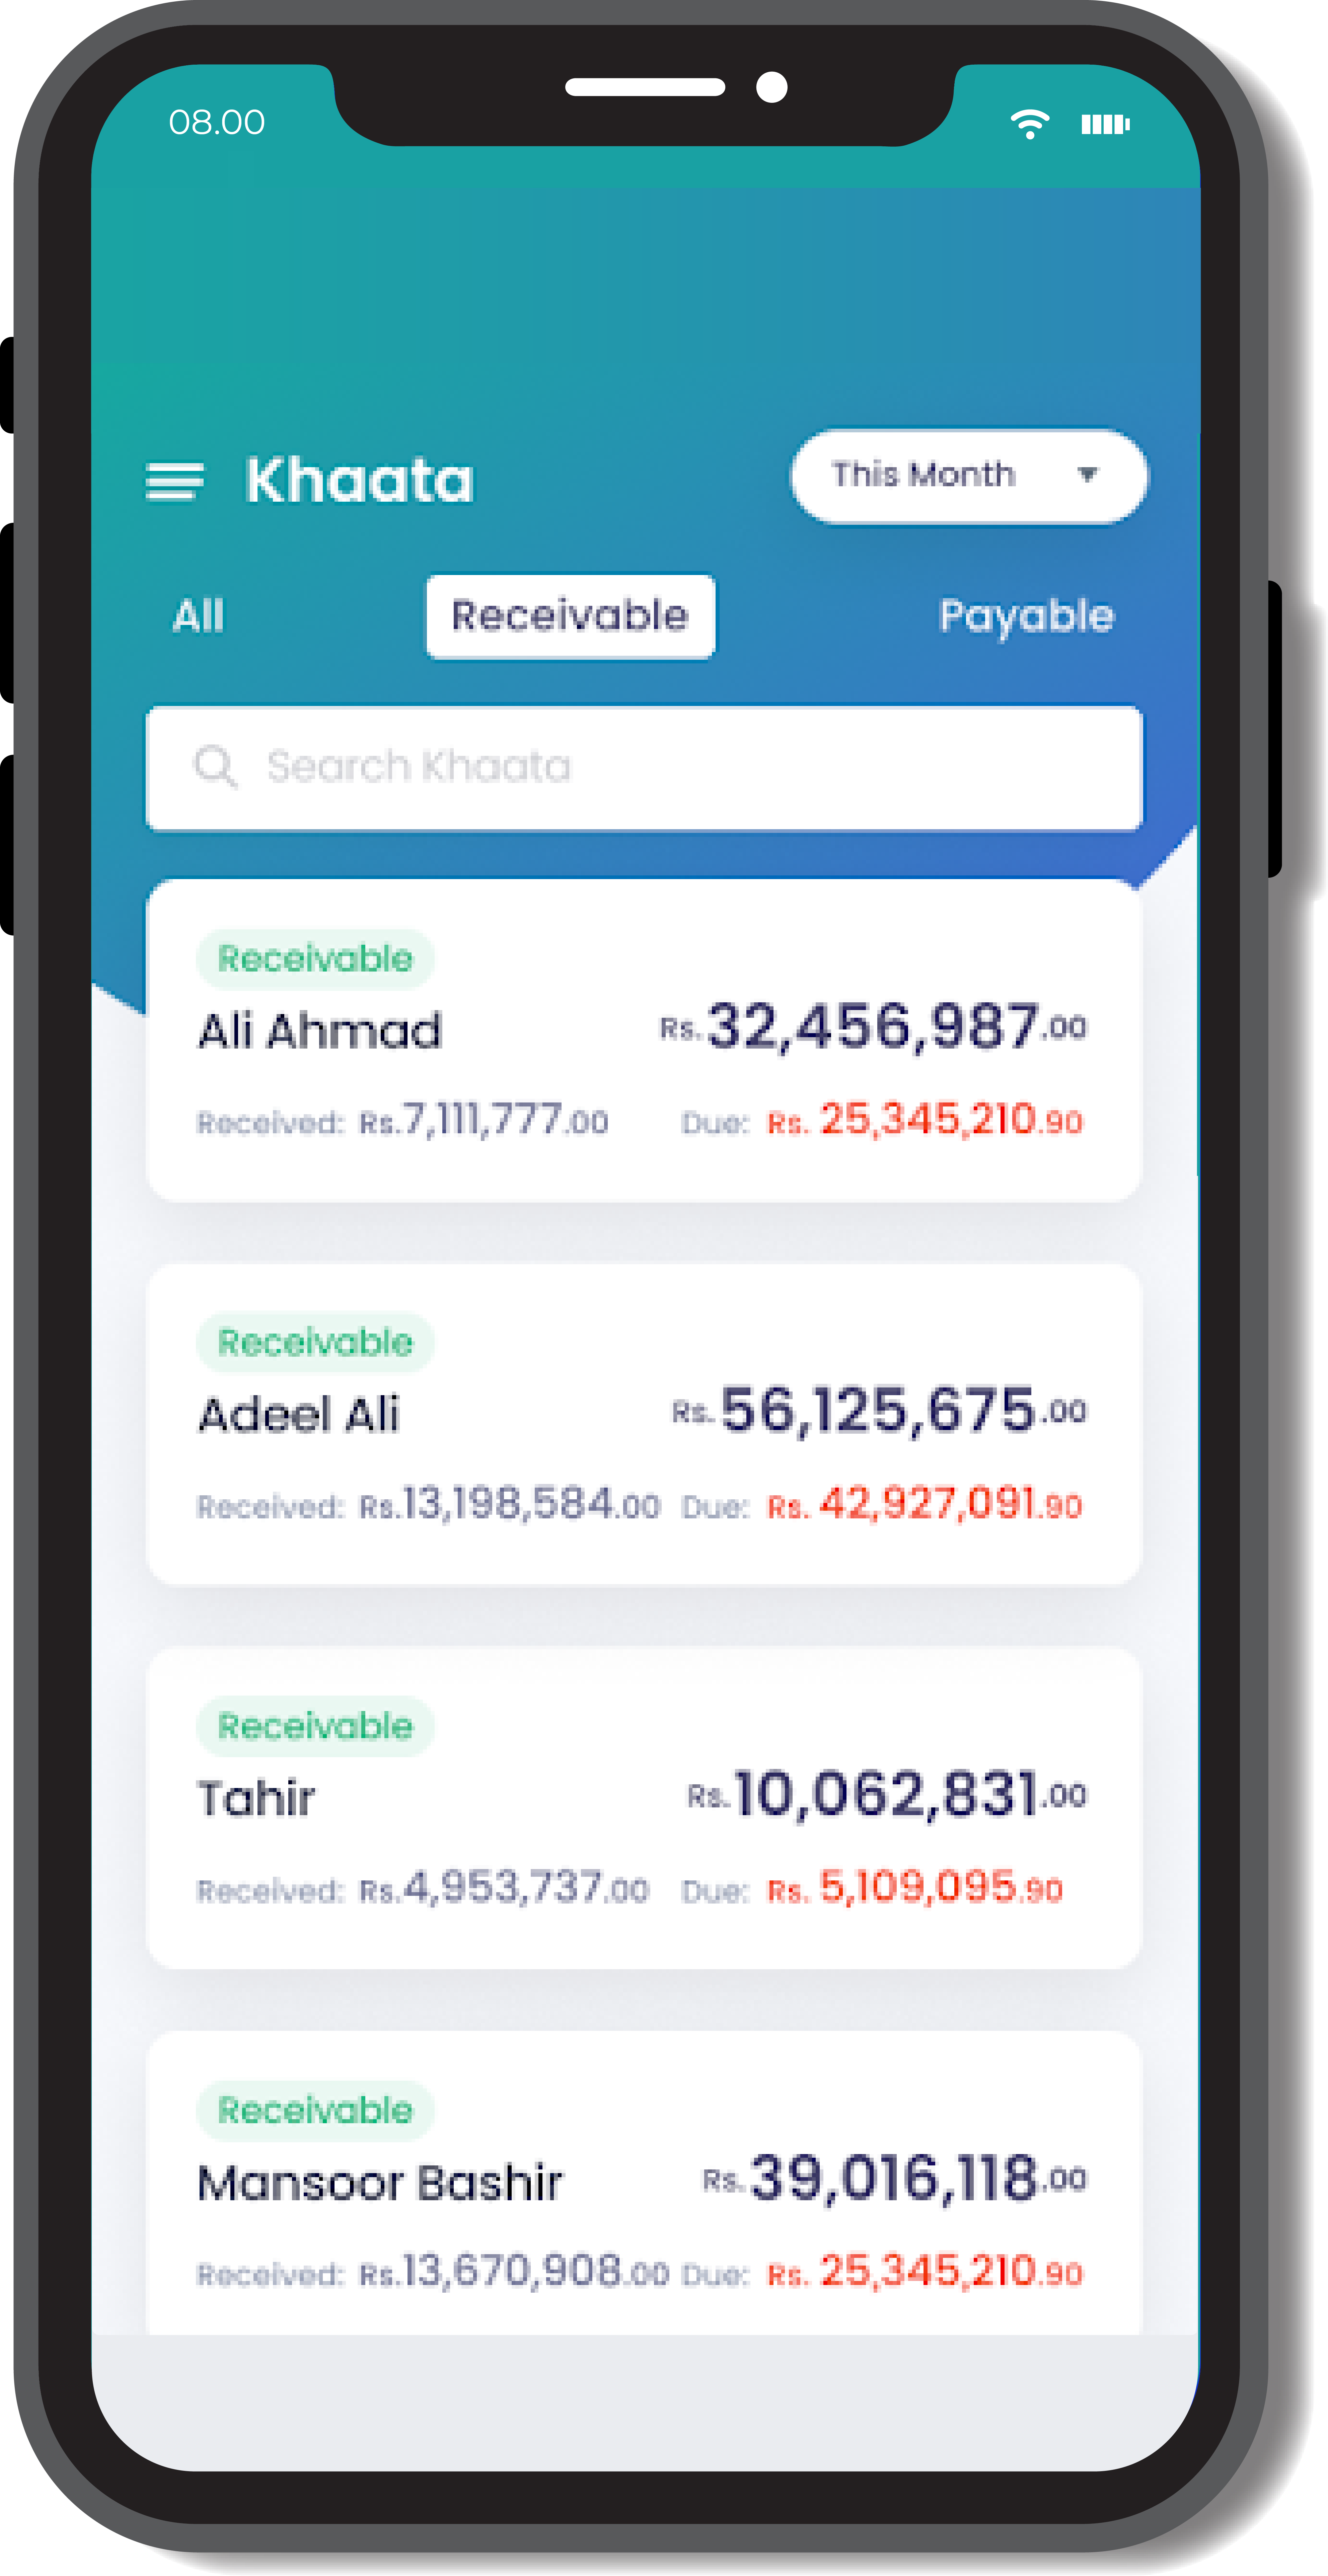 08.00
Khaata This Month
All Receivable Payable
Search Khaata
Receivable
Ali Ahmad Rs.32,456,987.00
Received: Rs.7,111,777.00 Due: Rs. 25,345,210.90
Receivable
Adeel Ali Rs.56,125,675.00
Received: Rs.13,198,584.00 Due: Rs. 42,927,091.90
Receivable
Tahir Rs.10,062,831.00
Received: Rs.4,953,737.00 Due: Rs. 5,109,095.90
Receivable
Mansoor Bashir Rs.39,016,118.00
Received: Rs.13,670,908.00 Due: Rs. 25,345,210.90